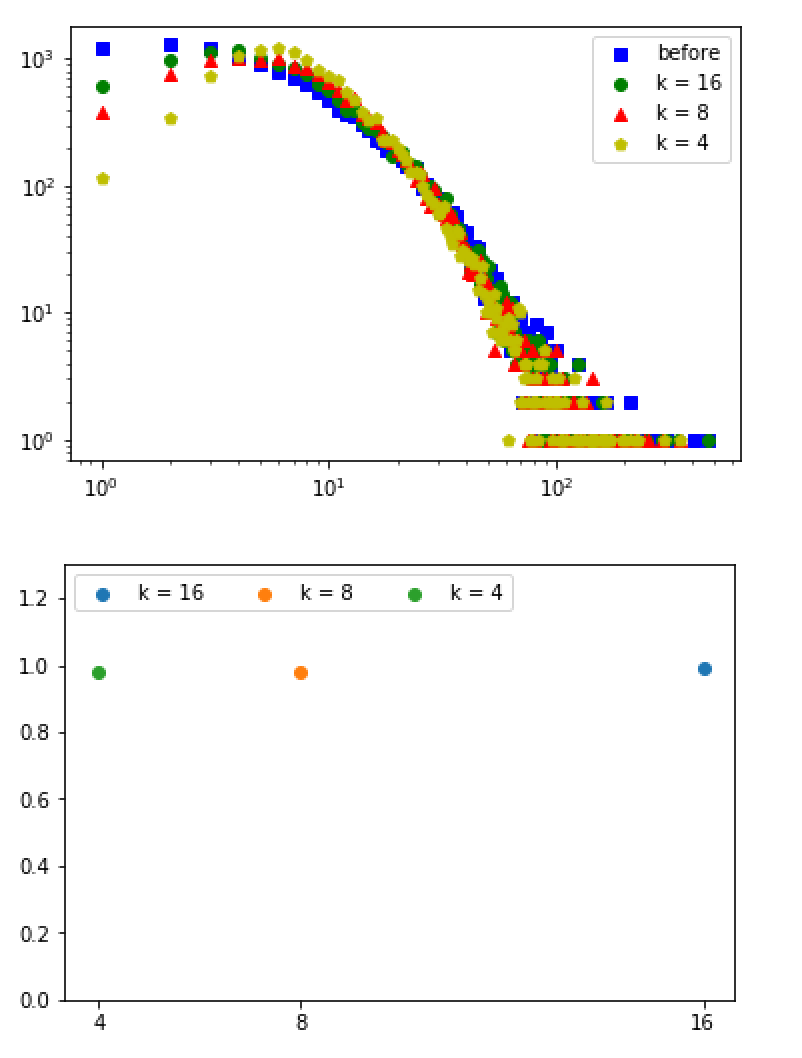 10³
before
k = 16
k = 8
k = 4
10²
10¹
10⁰
10⁰ 10¹ 10²
1.2
k = 16 k = 8 k = 4
1.0
0.8
0.6
0.4
0.2
0.0
4 8 16